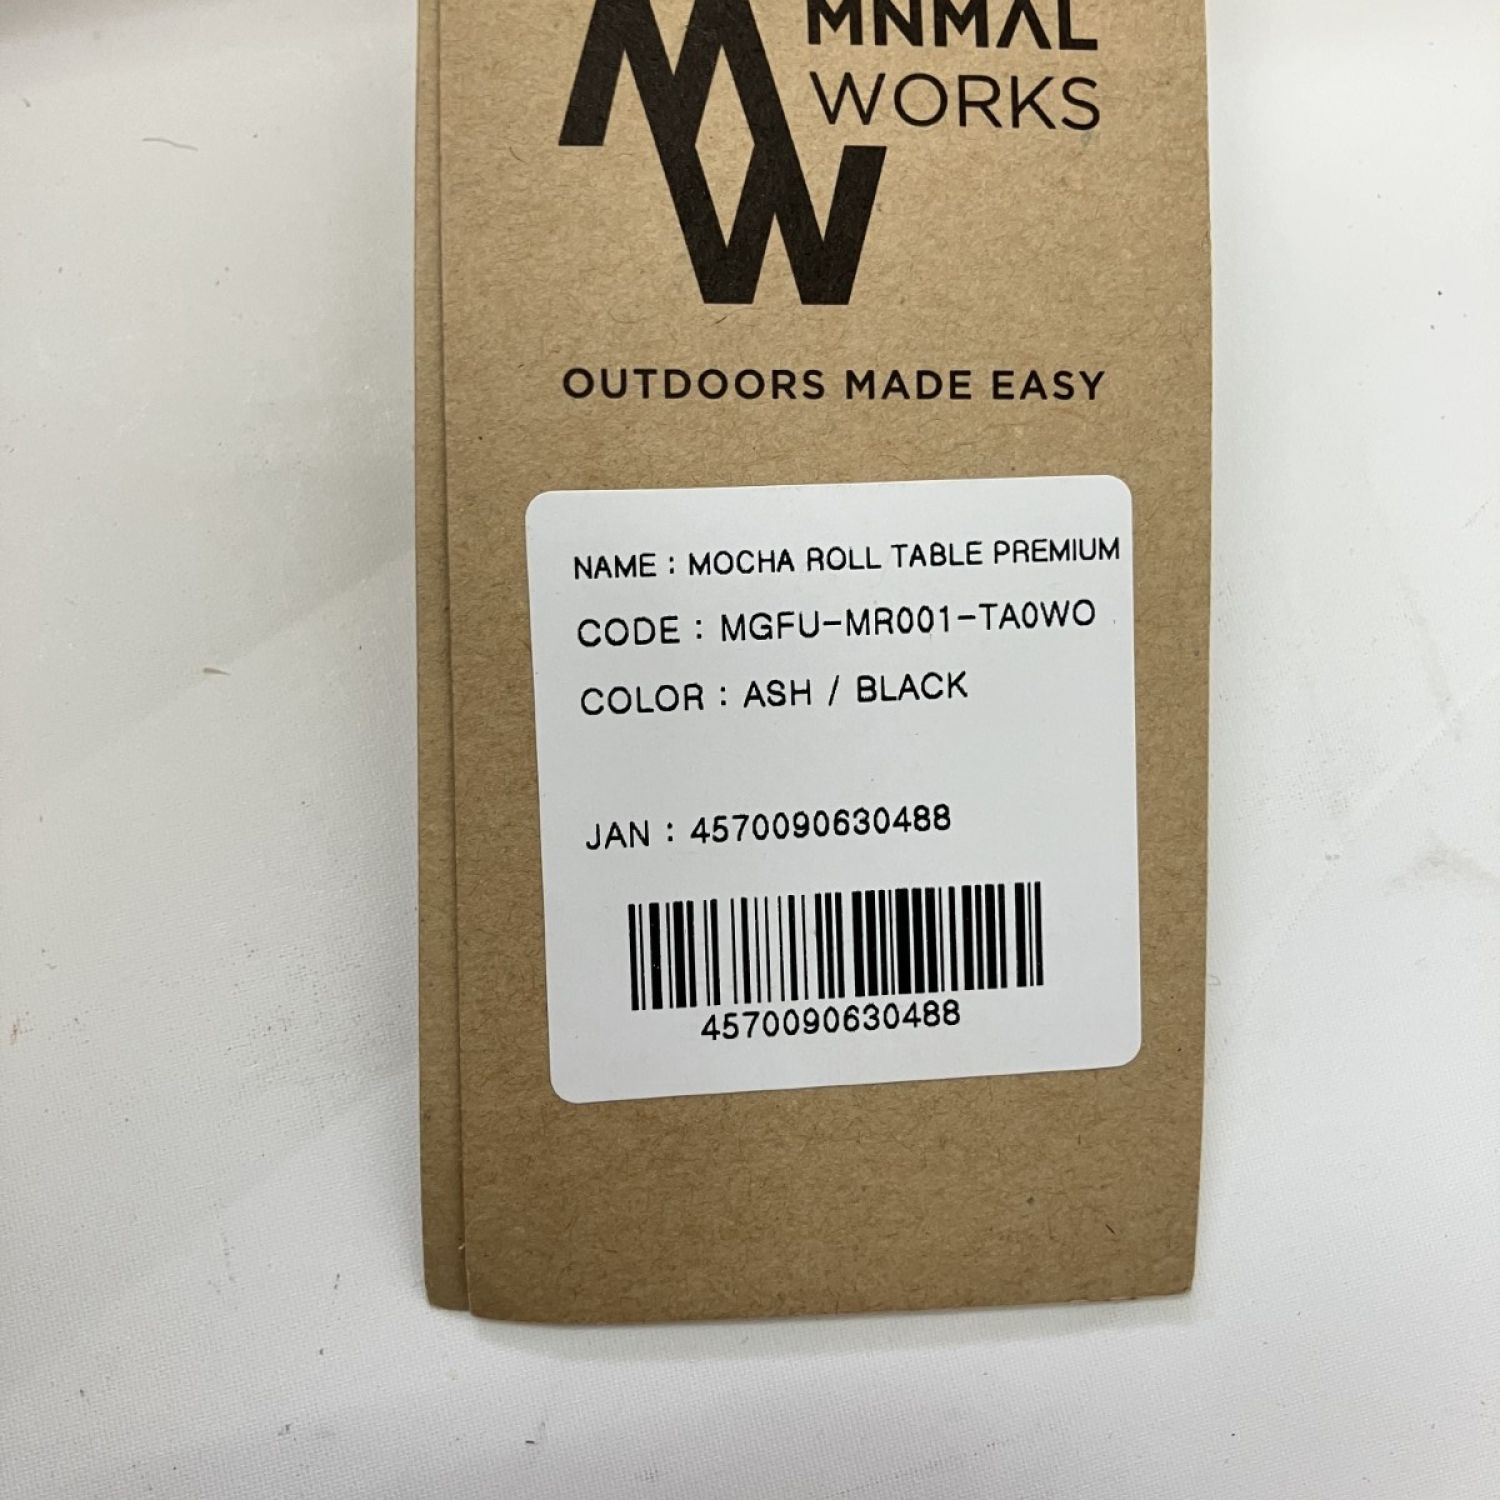 MNMAL
WORKS
MW
OUTDOORS MADE EASY
NAME : MOCHA ROLL TABLE PREMIUM
CODE : MGFU-MR001-TA0WO
COLOR : ASH / BLACK
JAN : 4570090630488
4570090630488